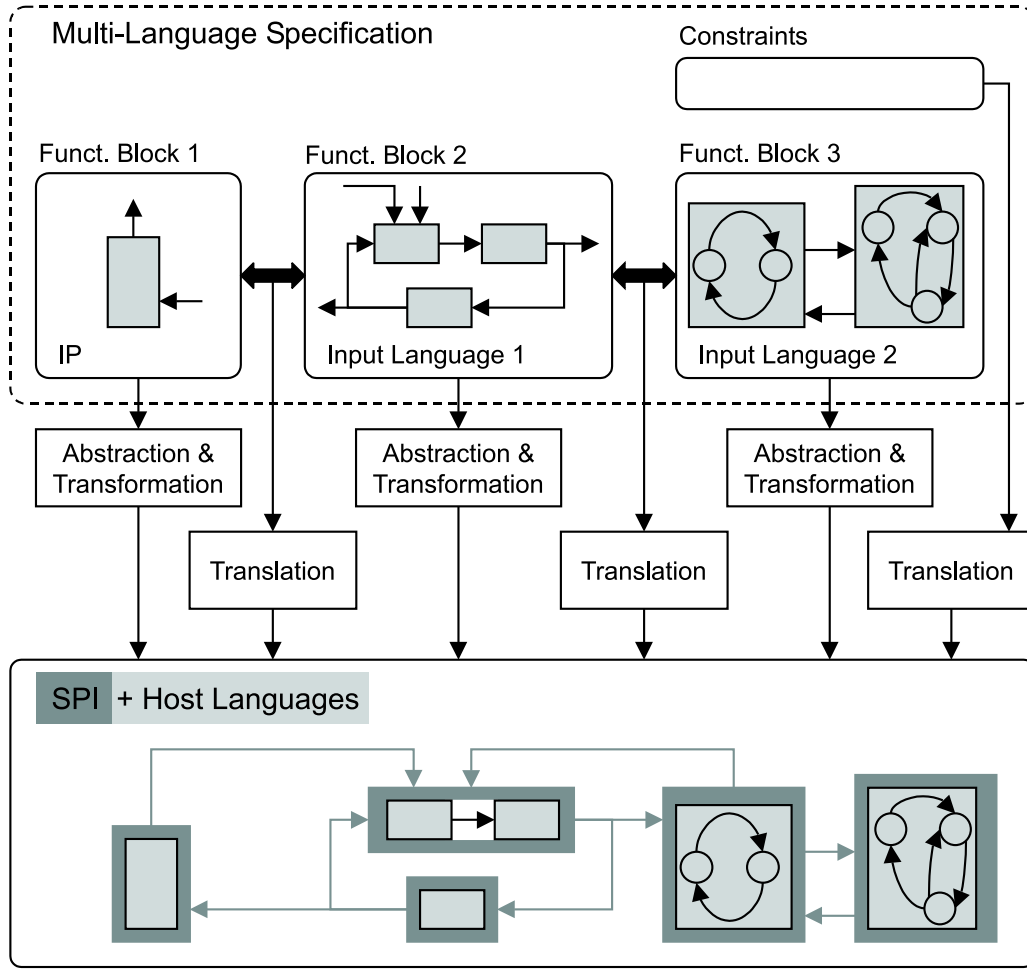 Multi-Language Specification
Constraints
Funct. Block 1
Funct. Block 2
Funct. Block 3
IP
Input Language 1
Input Language 2
Abstraction &
Transformation
Abstraction &
Transformation
Abstraction &
Transformation
Translation
Translation
Translation
SPI + Host Languages